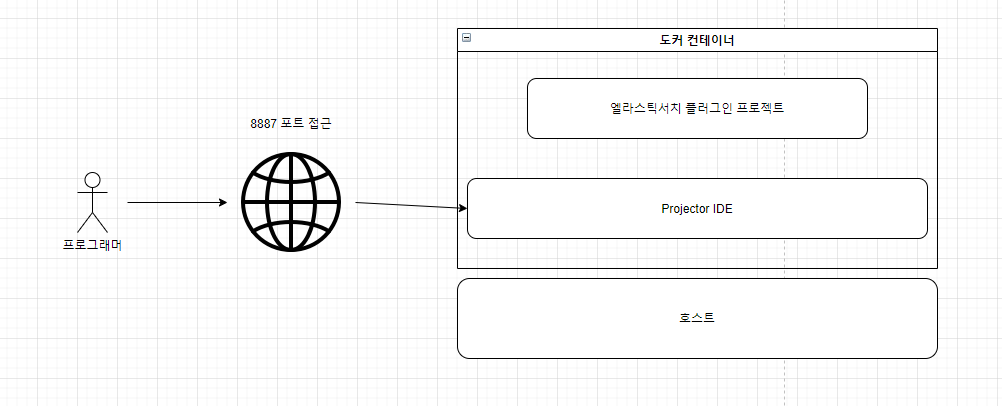 도커 컨테이너
엘라스틱서치 플러그인 프로젝트
8887 포트 접근
Projector IDE
프로그래머
호스트